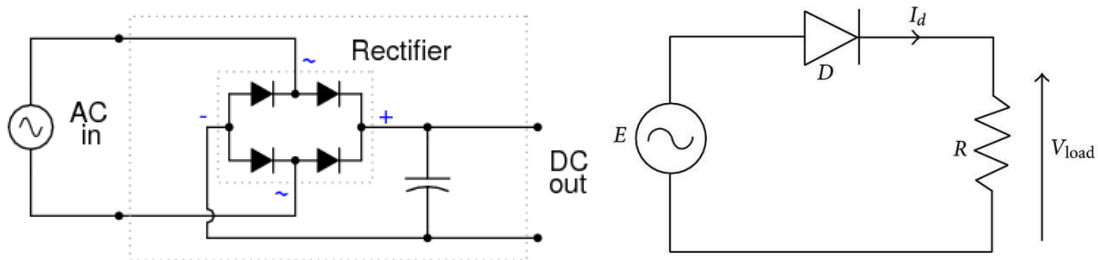 Rectifier
~
AC
in
-
+
~
DC
out
D
I_d
E
R
V_load